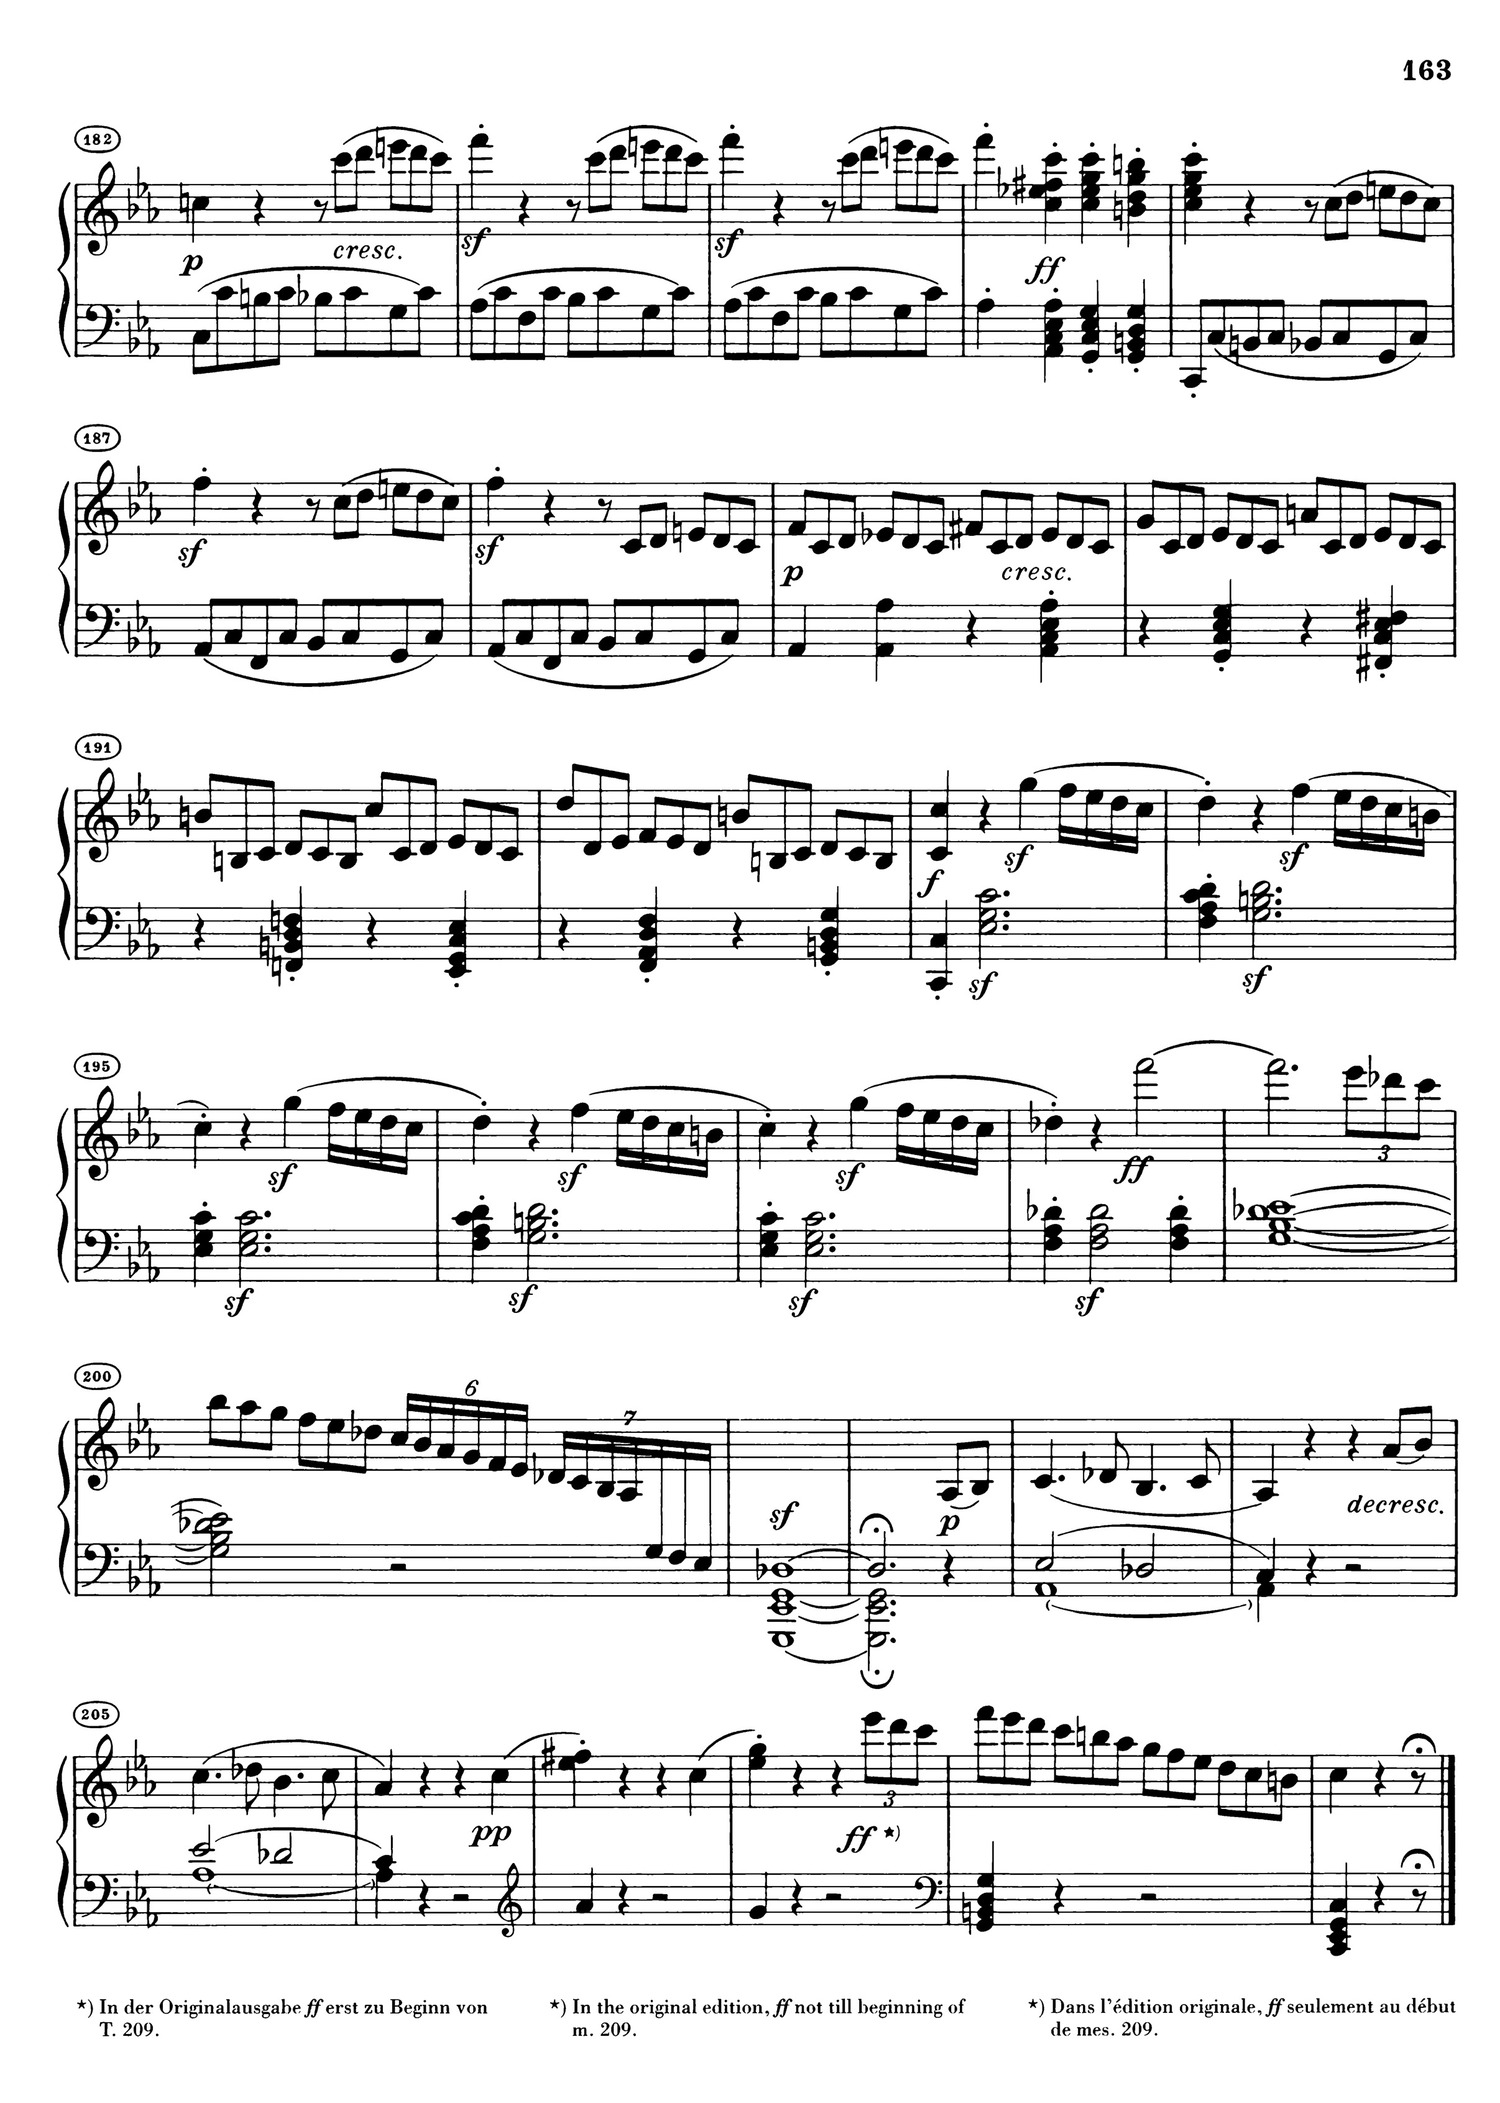 163
182
p cresc. sf sf ff
187
sf sf p cresc.
191
f sf sf
sf sf
195
sf sf sf ff
sf sf sf sf
200
6 7
3
sf p decresc.
205
pp ff *) 3
*) In der Originalausgabe ff erst zu Beginn von
T. 209.
*) In the original edition, ff not till beginning of
m. 209.
*) Dans l'édition originale, ff seulement au début
de mes. 209.